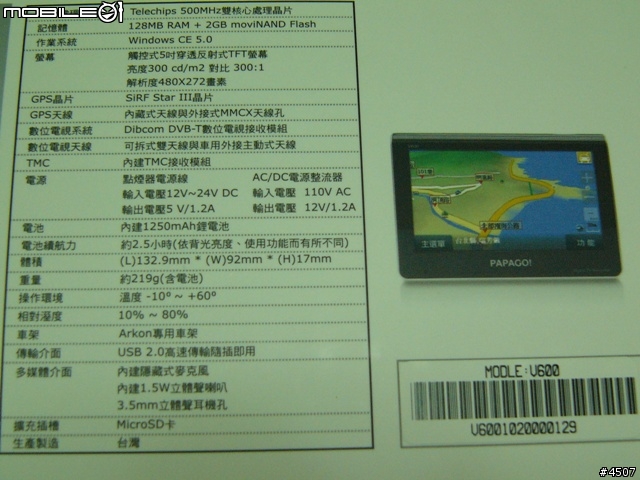 MOBILE01
Telechips 500MHz雙核心處理晶片
記憶體 128MB RAM + 2GB moviNAND Flash
作業系統 Windows CE 5.0
螢幕 觸控式5吋穿透反射式TFT螢幕
亮度300 cd/m2 對比 300:1
解析度480X272畫素
GPS晶片 SiRF Star III晶片
GPS天線 內藏式天線與外接式MMCX天線孔
數位電視系統 Dibcom DVB-T數位電視接收模組
數位電視天線 可拆式雙天線與車用外接主動式天線
TMC 內建TMC接收模組
電源 點煙器電源線 AC/DC電源整流器
輸入電壓12V~24V DC 輸入電壓 110V AC
輸出電壓5 V/1.2A 輸出電壓 12V/1.2A
電池 內建1250mAh鋰電池
電池續航力 約2.5小時(依背光亮度、使用功能而有所不同)
體積 (L)132.9mm * (W)92mm * (H)17mm
重量 約219g(含電池)
操作環境 溫度 -10° ~ +60°
相對溼度 10% ~ 80%
車架 Arkon專用車架
傳輸介面 USB 2.0高速傳輸隨插即用
多媒體介面 內建隱藏式麥克風
內建1.5W立體聲喇叭
3.5mm立體聲耳機孔
擴充插槽 MicroSD卡
生產製造 台灣
主選單
功能
PAPAGO!
MODLE:V600
V6001020000129
#4507